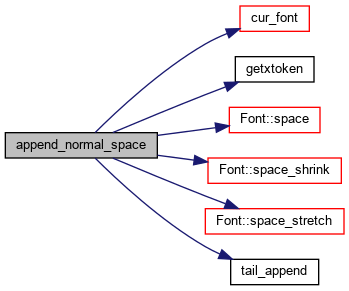 append_normal_space
cur_font
getxtoken
Font::space
Font::space_shrink
Font::space_stretch
tail_append